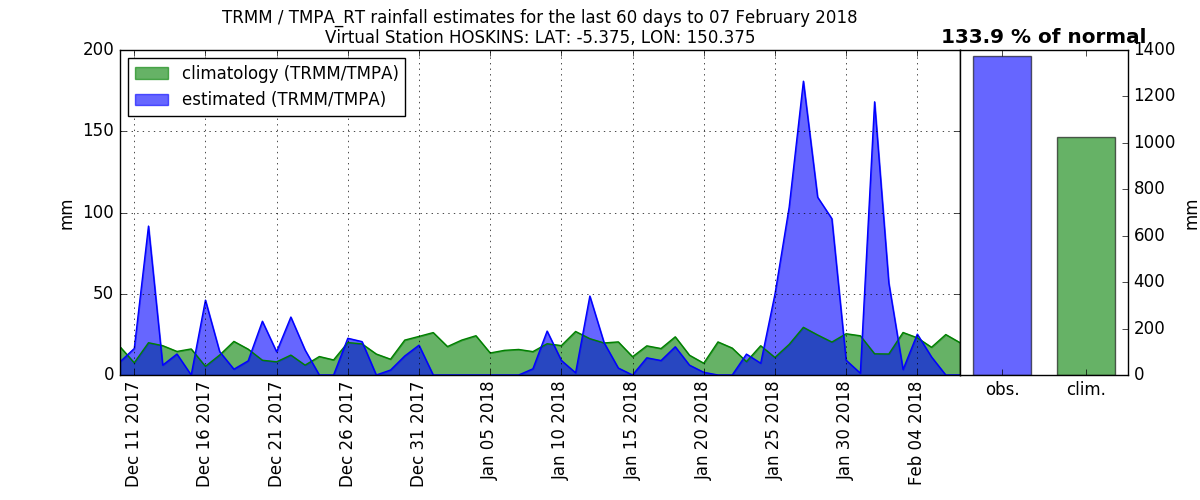 TRMM / TMPA_RT rainfall estimates for the last 60 days to 07 February 2018
Virtual Station HOSKINS: LAT: -5.375, LON: 150.375
133.9 % of normal
climatology (TRMM/TMPA)
estimated (TRMM/TMPA)
mm
200
150
100
50
0
Dec 11 2017
Dec 16 2017
Dec 21 2017
Dec 26 2017
Dec 31 2017
Jan 05 2018
Jan 10 2018
Jan 15 2018
Jan 20 2018
Jan 25 2018
Jan 30 2018
Feb 04 2018
obs.
clim.
1400
1200
1000
800
600
400
200
0
mm